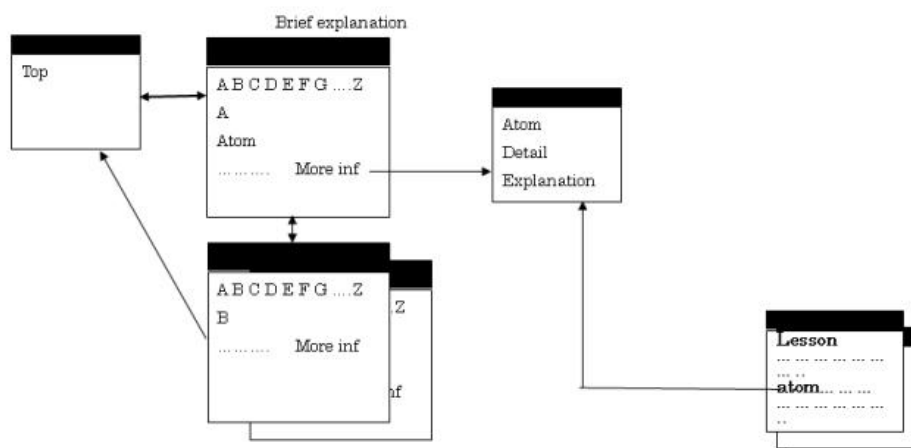 Brief explanation
Top
A B C D E F G ....Z
A
Atom
.......... More inf
Atom
Detail
Explanation
A B C D E F G ....Z
B
.......... More inf
.Z
nf
Lesson
... ... ... ... ... ...
... ..
atom... ... ... ...
... ... ... ... ... ...
..